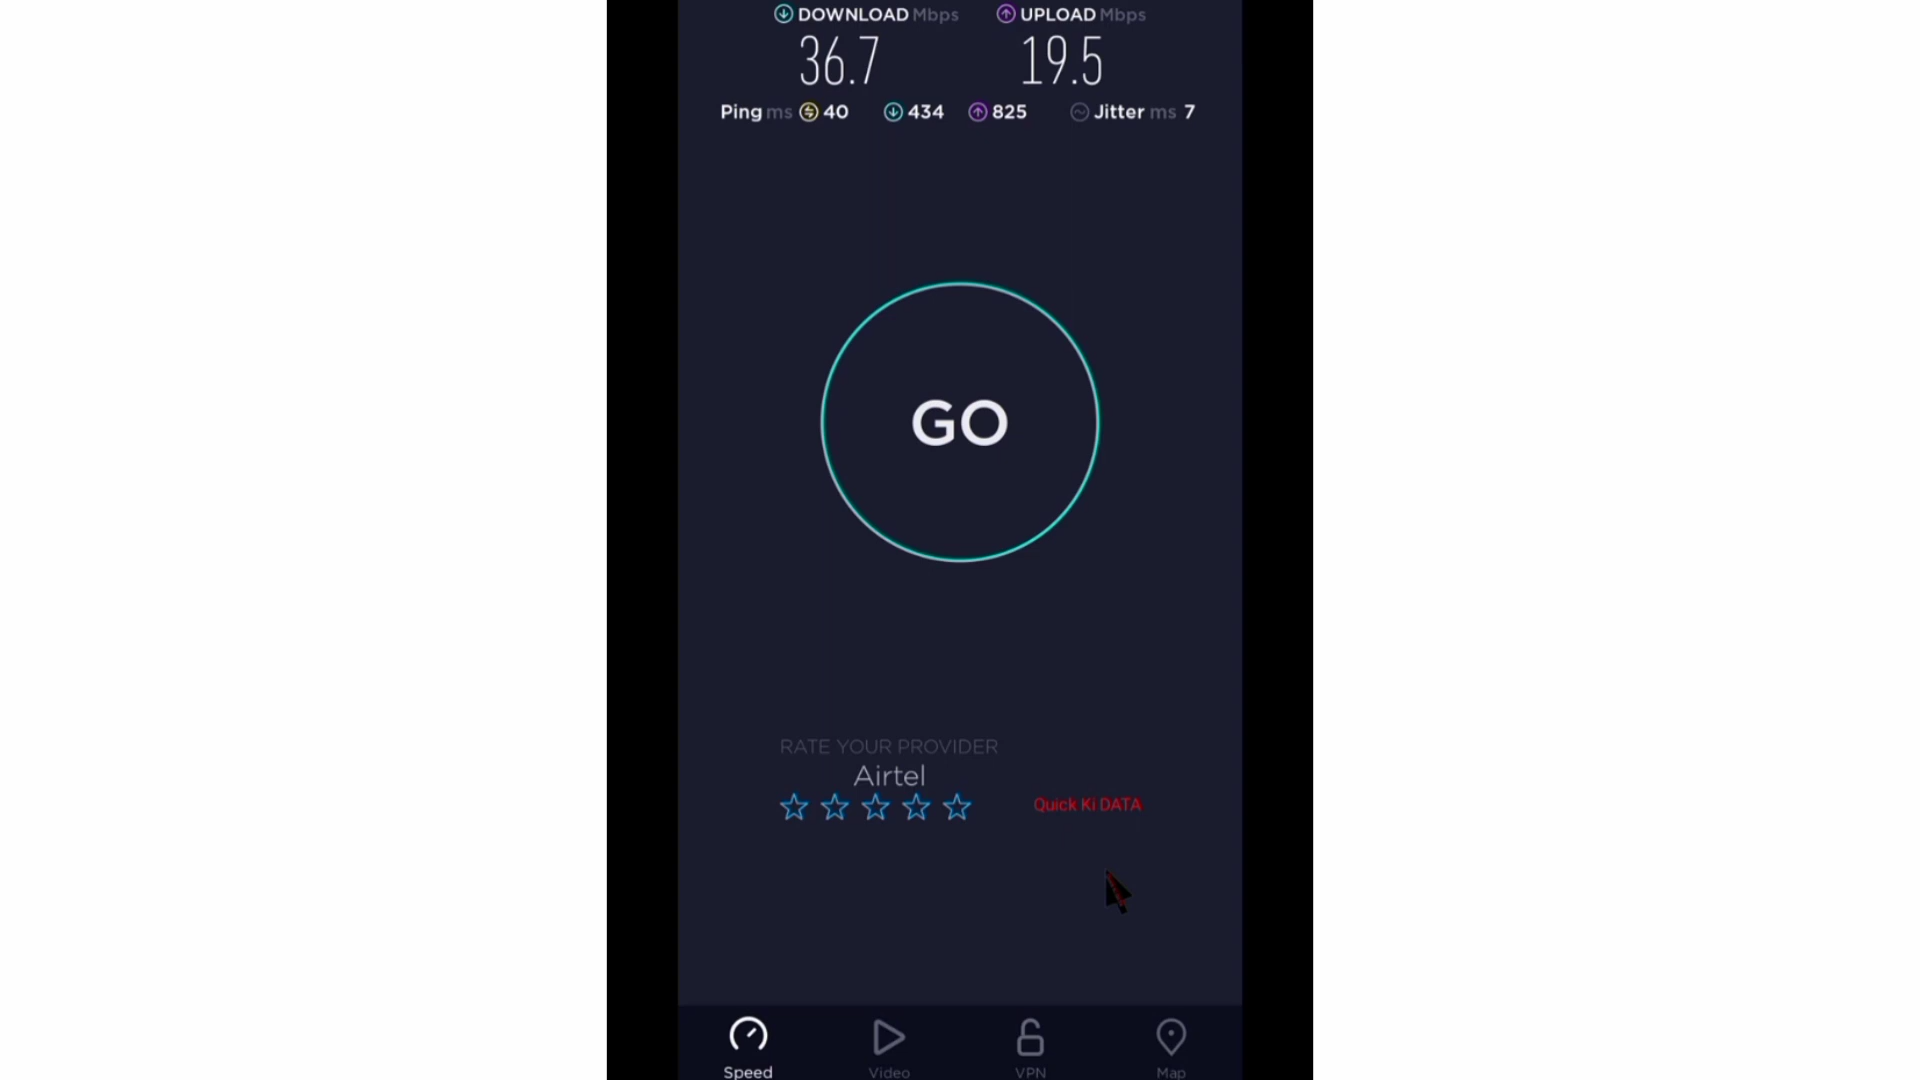 DOWNLOAD Mbps UPLOAD Mbps
36.7 19.5
Ping ms 40 434 825 Jitter ms 7
GO
RATE YOUR PROVIDER
Airtel
Quick Ki DATA
Speed Video VPN Map